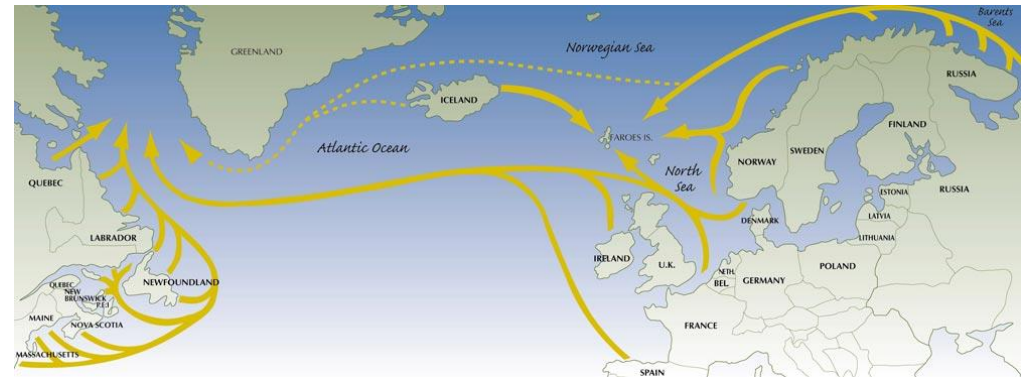 Barents
Sea
GREENLAND
Norwegian Sea
RUSSIA
ICELAND
FAROES IS.
FINLAND
Atlantic Ocean
NORWAY
SWEDEN
North
Sea
QUEBEC
ESTONIA
RUSSIA
LATVIA
DENMARK
LABRADOR
LITHUANIA
IRELAND
U.K.
NETH.
BEL.
GERMANY
POLAND
NEWFOUNDLAND
QUEBEC
NEW
BRUNSWICK
P.E.I
MAINE
NOVA SCOTIA
FRANCE
MASSACHUSETTS
SPAIN